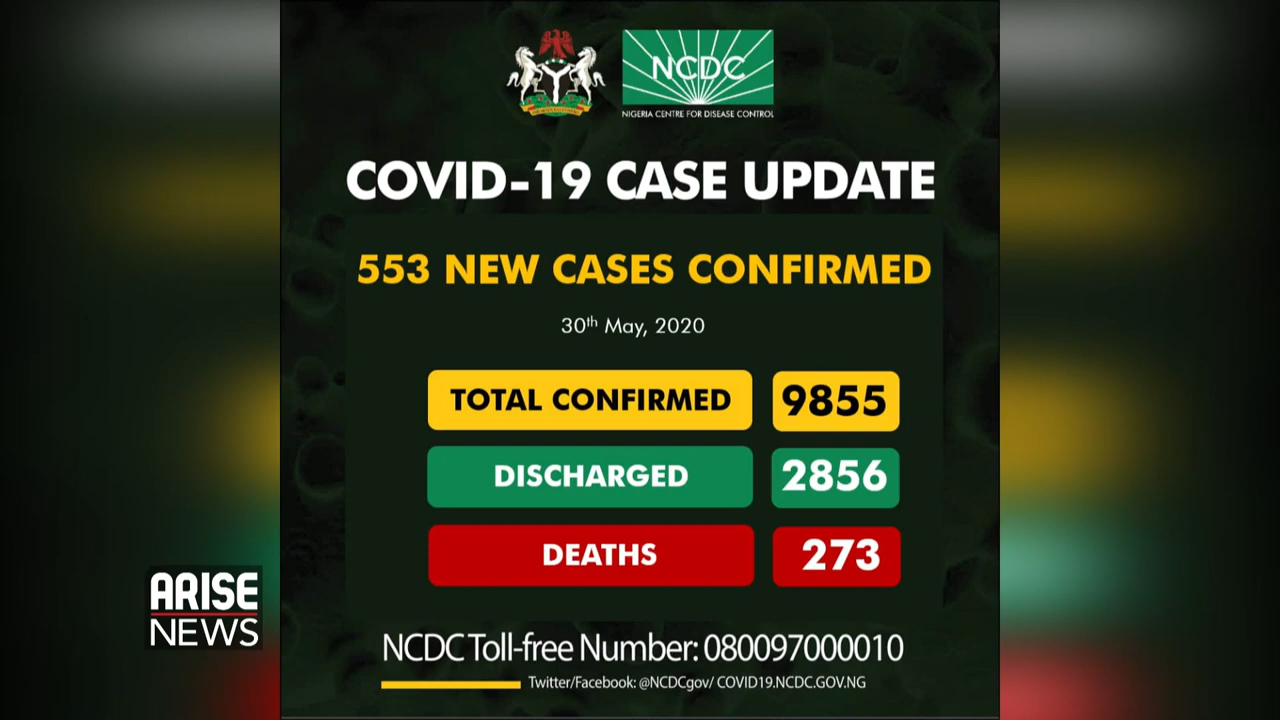 NCDC
NIGERIA CENTRE FOR DISEASE CONTROL
COVID-19 CASE UPDATE
553 NEW CASES CONFIRMED
30th May, 2020
TOTAL CONFIRMED 9855
DISCHARGED 2856
DEATHS 273
ARISE
NEWS
NCDC Toll-free Number: 080097000010
Twitter/Facebook: @NCDCgov/ COVID19.NCDC.GOV.NG